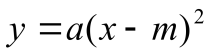 y = a(x - m)²